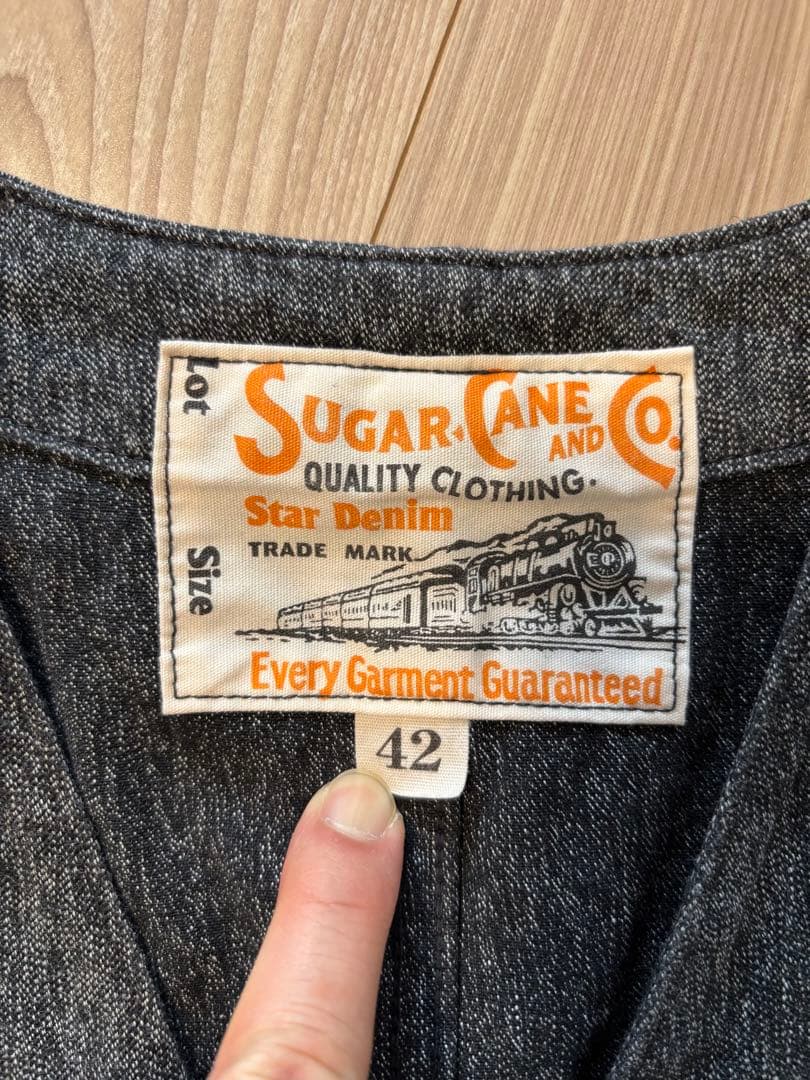 Lot
SUGAR CANE AND CO.
QUALITY CLOTHING.
Star Denim
TRADE MARK
Size
Every Garment Guaranteed
42